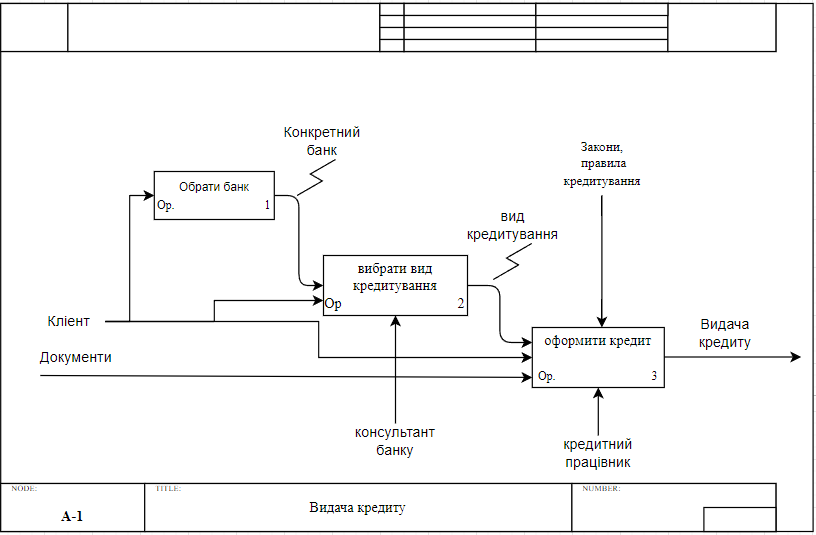 Конкретний
банк
Закони,
правила
кредитування
Обрати банк
Ор.
1
вид
кредитування
вибрати вид
кредитування
Ор
2
Кліент
Документи
оформити кредит
Ор.
3
Видача
кредиту
консультант
банку
кредитний
працівник
NODE:
TITLE:
NUMBER:
А-1
Видача кредиту